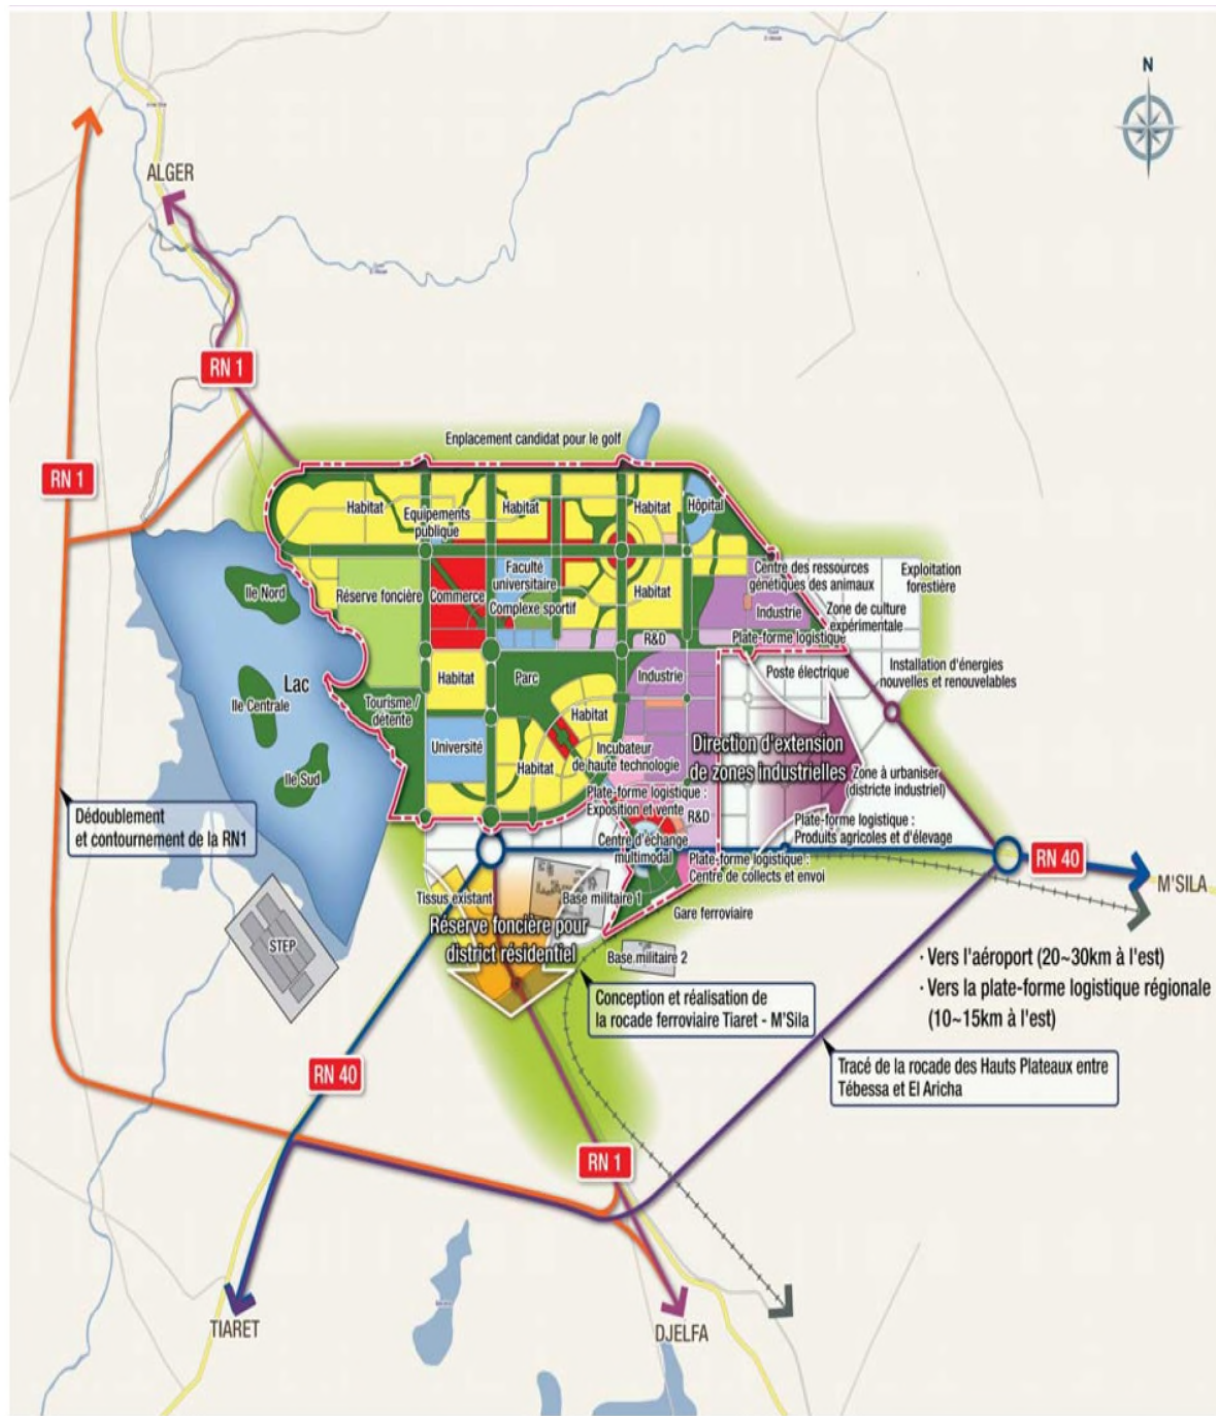 N
ALGER
RN 1
RN 1
Enplacement candidat pour le golf
Habitat
Equipements
publique
Habitat
Habitat
Hôpital
Ile Nord
Réserve foncière
Commerce
Faculté
universitaire
Complexe sportif
Habitat
Centre des ressources
génétiques des animaux
Exploitation
forestière
Industrie
Zone de culture
expérimentale
R&D
Plate-forme logistique
Lac
Ile Centrale
Ile Sud
Habitat
Parc
Industrie
Poste électrique
Installation d'énergies
nouvelles et renouvelables
Tourisme /
détente
Habitat
Université
Habitat
Incubateur
de haute technologie
Direction d'extension
de zones industrielles
Zone à urbaniser
(districte industriel)
Plate-forme logistique :
Exposition et vente
R&D
Plate-forme logistique :
Produits agricoles et d'élevage
Dédoublement
et contournement de la RN1
Centre d'échange
multimodal
Plate-forme logistique :
Centre de collects et envoi
RN 40
M'SILA
Tissus existant
Base militaire 1
Gare ferroviaire
Réserve foncière pour
district résidentiel
STEP
Base militaire 2
· Vers l'aéroport (20~30km à l'est)
· Vers la plate-forme logistique régionale
(10~15km à l'est)
Conception et réalisation de
la rocade ferroviaire Tiaret - M'Sila
RN 40
Tracé de la rocade des Hauts Plateaux entre
Tébessa et El Aricha
RN 1
TIARET
DJELFA